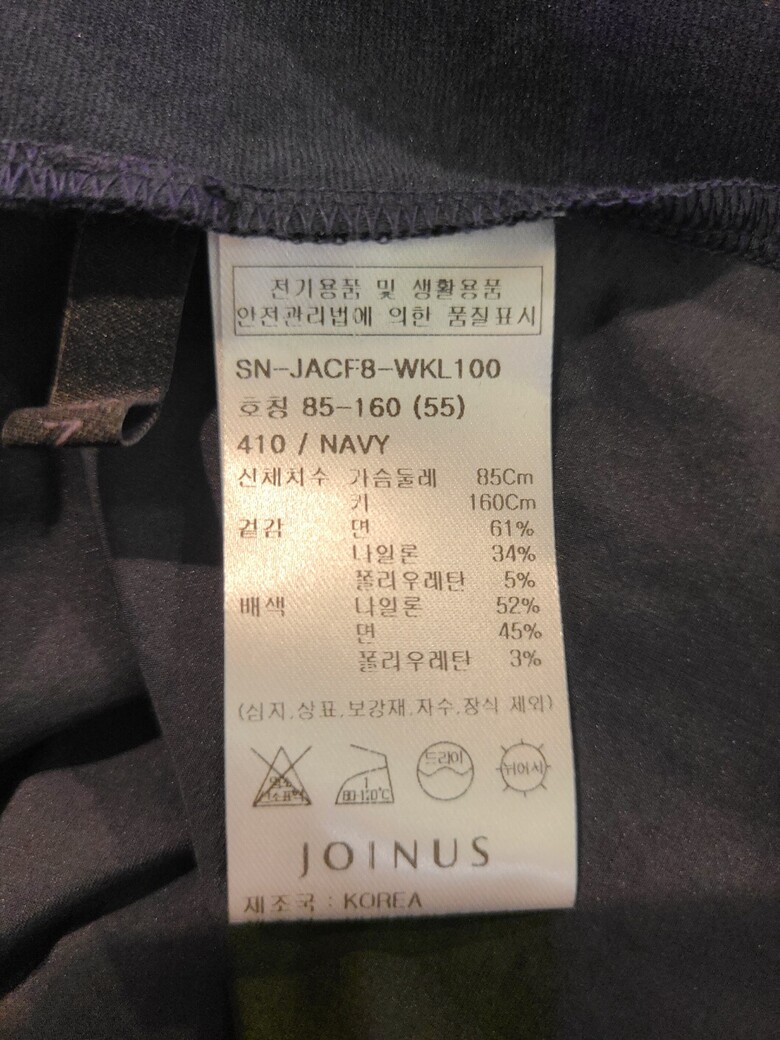 전기용품 및 생활용품
안전관리법에 의한 품질표시
SN-JACF8-WKL100
호칭 85-160 (55)
410 / NAVY
신체치수 가슴둘레 85Cm
키 160Cm
겉감 면 61%
나일론 34%
폴리우레탄 5%
배색 나일론 52%
면 45%
폴리우레탄 3%
(심지.상표.보강재.자수.장식 제외)
1
80-120°C
드라이
뉘어서
JOINUS
제조국 : KOREA